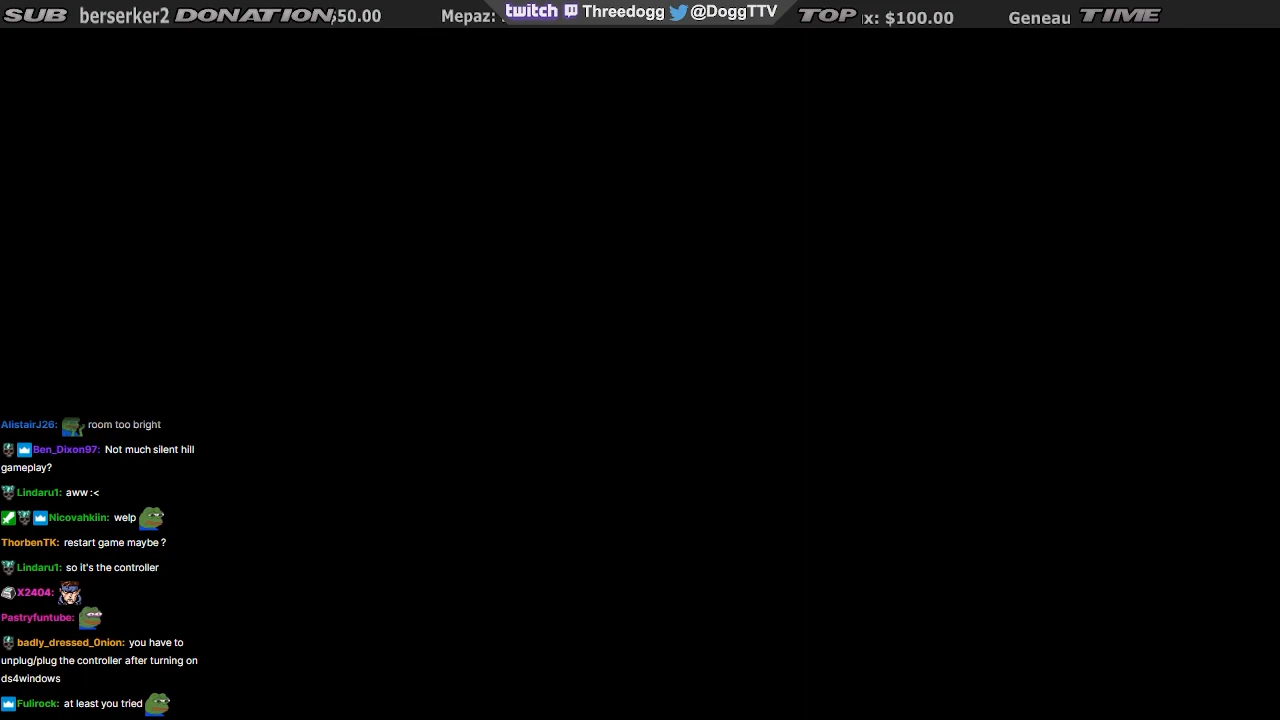 SUB berserker2 DONATION 50.00 Mepaz: twitch Threedogg @DoggTTV TOP x: $100.00 Geneau TIME
AlistairJ26: room too bright
Ben_Dixon97: Not much silent hill
gameplay?
Lindaru1: aww :<
Nicovahkiin: welp
ThorbenTK: restart game maybe ?
Lindaru1: so it's the controller
X2404:
Pastryfuntube:
badly_dressed_0nion: you have to
unplug/plug the controller after turning on
ds4windows
Fulirock: at least you tried